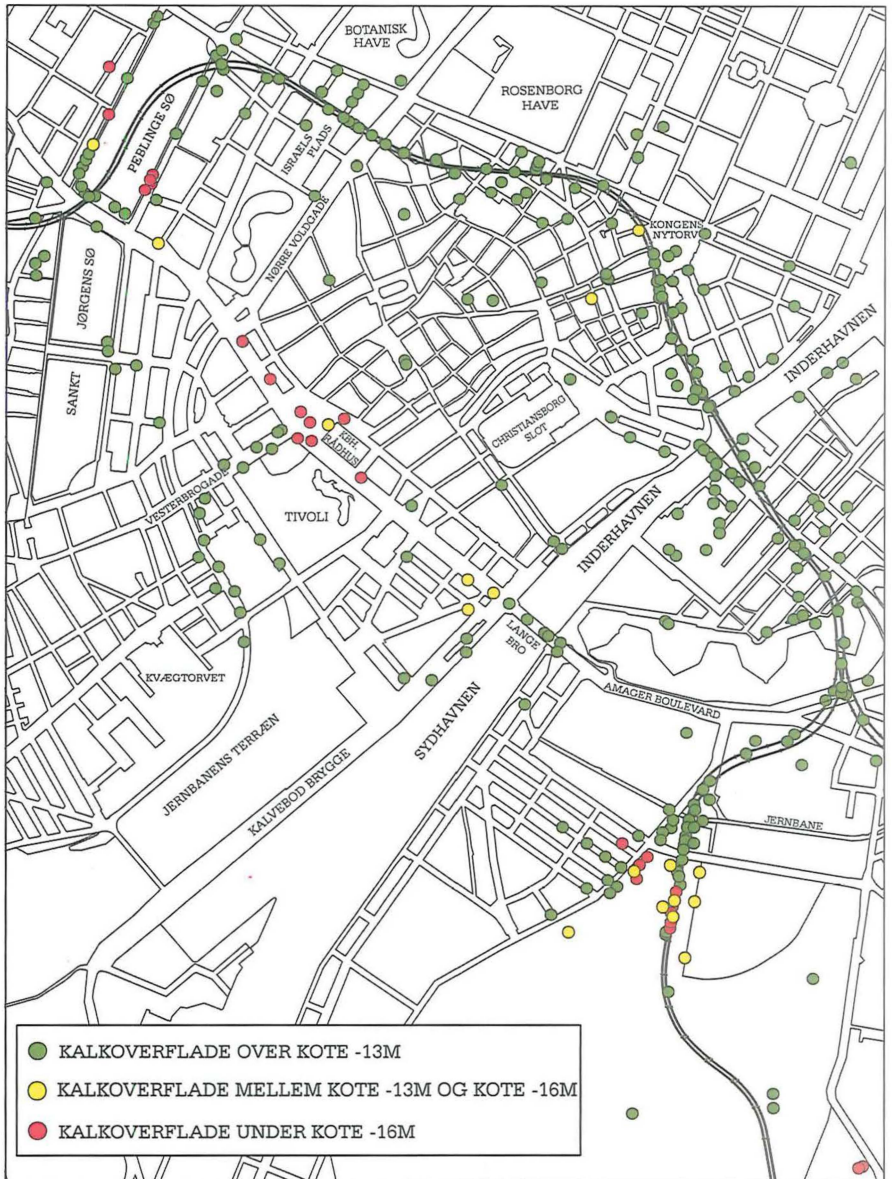 BOTANISK
HAVE
ROSENBORG
HAVE
PEBLINGE SØ
ISRAELS
PLADS
NØRRE VOLDGADE
KONGENS
NYTORV
JØRGENS SØ
SANKT
INDERHAVNEN
CHRISTIANSBORG
SLOT
KBH.
RÅDHUS
VESTERBROGADE
TIVOLI
INDERHAVNEN
LANGE
BRO
KVÆGTORVET
AMAGER BOULEVARD
SYDHAVNEN
JERNBANENS TERRÆN
KALVEBOD BRYGGE
JERNBANE
KALKOVERFLADE OVER KOTE -13M
KALKOVERFLADE MELLEM KOTE -13M OG KOTE -16M
KALKOVERFLADE UNDER KOTE -16M